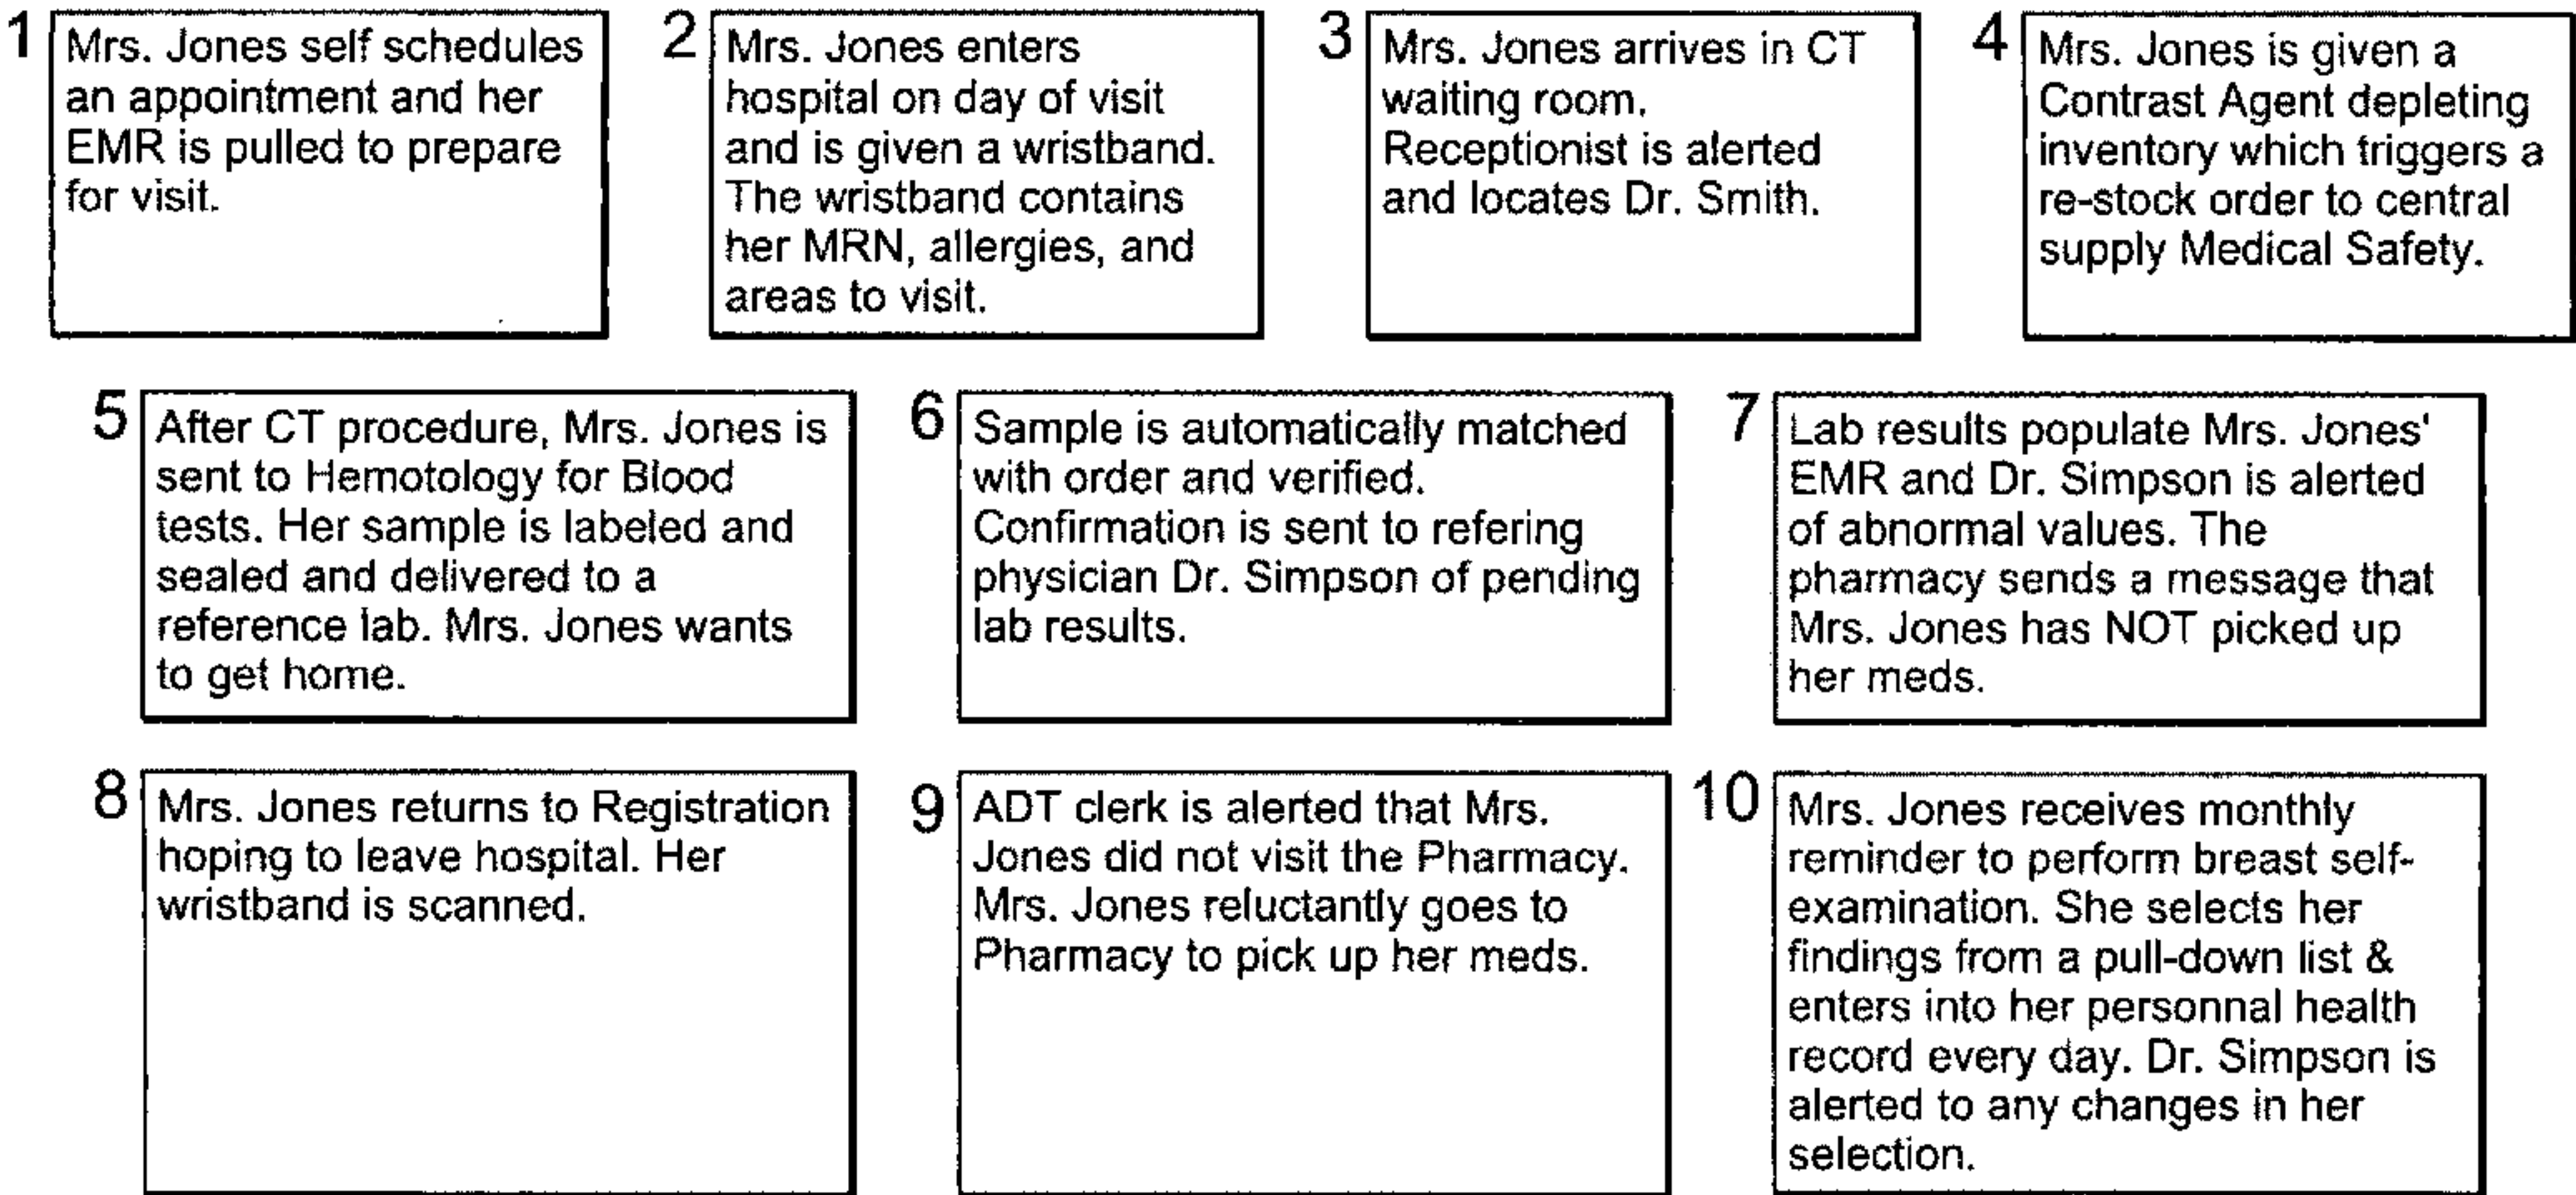 1
Mrs. Jones self schedules
an appointment and her
EMR is pulled to prepare
for visit.
2
Mrs. Jones enters
hospital on day of visit
and is given a wristband.
The wristband contains
her MRN, allergies, and
areas to visit.
3
Mrs. Jones arrives in CT
waiting room.
Receptionist is alerted
and locates Dr. Smith.
4
Mrs. Jones is given a
Contrast Agent depleting
inventory which triggers a
re-stock order to central
supply Medical Safety.
5
After CT procedure, Mrs. Jones is
sent to Hemotology for Blood
tests. Her sample is labeled and
sealed and delivered to a
reference lab. Mrs. Jones wants
to get home.
6
Sample is automatically matched
with order and verified.
Confirmation is sent to refering
physician Dr. Simpson of pending
lab results.
7
Lab results populate Mrs. Jones'
EMR and Dr. Simpson is alerted
of abnormal values. The
pharmacy sends a message that
Mrs. Jones has NOT picked up
her meds.
8
Mrs. Jones returns to Registration
hoping to leave hospital. Her
wristband is scanned.
9
ADT clerk is alerted that Mrs.
Jones did not visit the Pharmacy.
Mrs. Jones reluctantly goes to
Pharmacy to pick up her meds.
10
Mrs. Jones receives monthly
reminder to perform breast self-
examination. She selects her
findings from a pull-down list &
enters into her personnal health
record every day. Dr. Simpson is
alerted to any changes in her
selection.